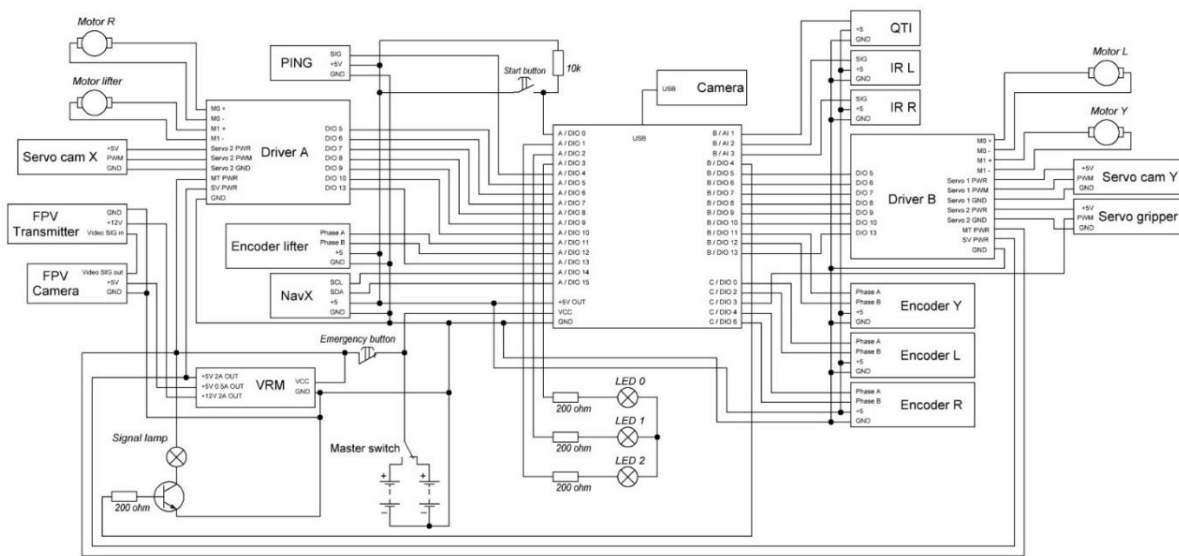 Motor R
Motor lifter
PING
SIG
+5V
GND
Start button
10k
Camera
USB
USB
QTI
+5
GND
IR L
SIG
+5
GND
IR R
SIG
+5
GND
Motor L
Motor Y
Driver A
M0 +
M0 -
M1 +
M1 -
Servo 2 PWR
Servo 2 PWM
Servo 2 GND
MT PWR
SV PWR
DIO 5
DIO 6
DIO 7
DIO 8
DIO 9
DIO 10
DIO 13
Servo cam X
+5V
PWM
GND
FPV
Transmitter
GND
+12V
Video SIG in
FPV
Camera
Video SIG out
+5V
GND
Encoder lifter
Phase A
Phase B
+5
GND
NavX
SCL
SDA
+5
GND
A / DIO 0
A / DIO 1
A / DIO 2
A / DIO 3
A / DIO 4
A / DIO 5
A / DIO 6
A / DIO 7
A / DIO 8
A / DIO 9
A / DIO 10
A / DIO 11
A / DIO 12
A / DIO 13
A / DIO 14
A / DIO 15
+5V OUT
VCC
GND
B / AI 1
B / AI 2
B / AI 3
B / DIO 4
B / DIO 5
B / DIO 6
B / DIO 7
B / DIO 8
B / DIO 9
B / DIO 10
B / DIO 11
B / DIO 12
B / DIO 13
C / DIO 0
C / DIO 2
C / DIO 3
C / DIO 4
C / DIO 6
Driver B
DIO 5
DIO 6
DIO 7
DIO 8
DIO 9
DIO 10
DIO 13
M0 +
M0 -
M1 +
M1 -
Servo 1 PWR
Servo 1 PWM
Servo 1 GND
Servo 2 PWR
Servo 2 GND
MT PWR
SV PWR
GND
Servo cam Y
+5V
PWM
GND
Servo gripper
+5V
PWM
GND
Encoder Y
Phase A
Phase B
+5
GND
Encoder L
Phase A
Phase B
+5
GND
Encoder R
Phase A
Phase B
+5
GND
Emergency button
VRM
+5V 2A OUT
+5V 0.5A OUT
+12V 2A OUT
VCC
GND
Signal lamp
200 ohm
Master switch
+
+
-
-
LED 0
200 ohm
LED 1
200 ohm
LED 2
200 ohm